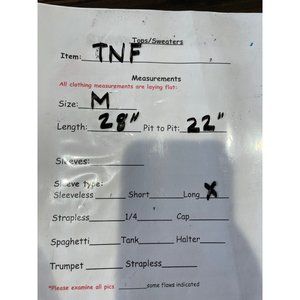 Tops/Sweaters
Item: TNF
Measurements
All clothing measurements are laying flat:
Size: M
Length: 28" Pit to Pit: 22"
Sleeves:
Sleeve type:
Sleeveless Short Long X
Strapless 1/4 Cap
Spaghetti Tank Halter
Trumpet Strapless
*Please examine all pics some flaws indicated